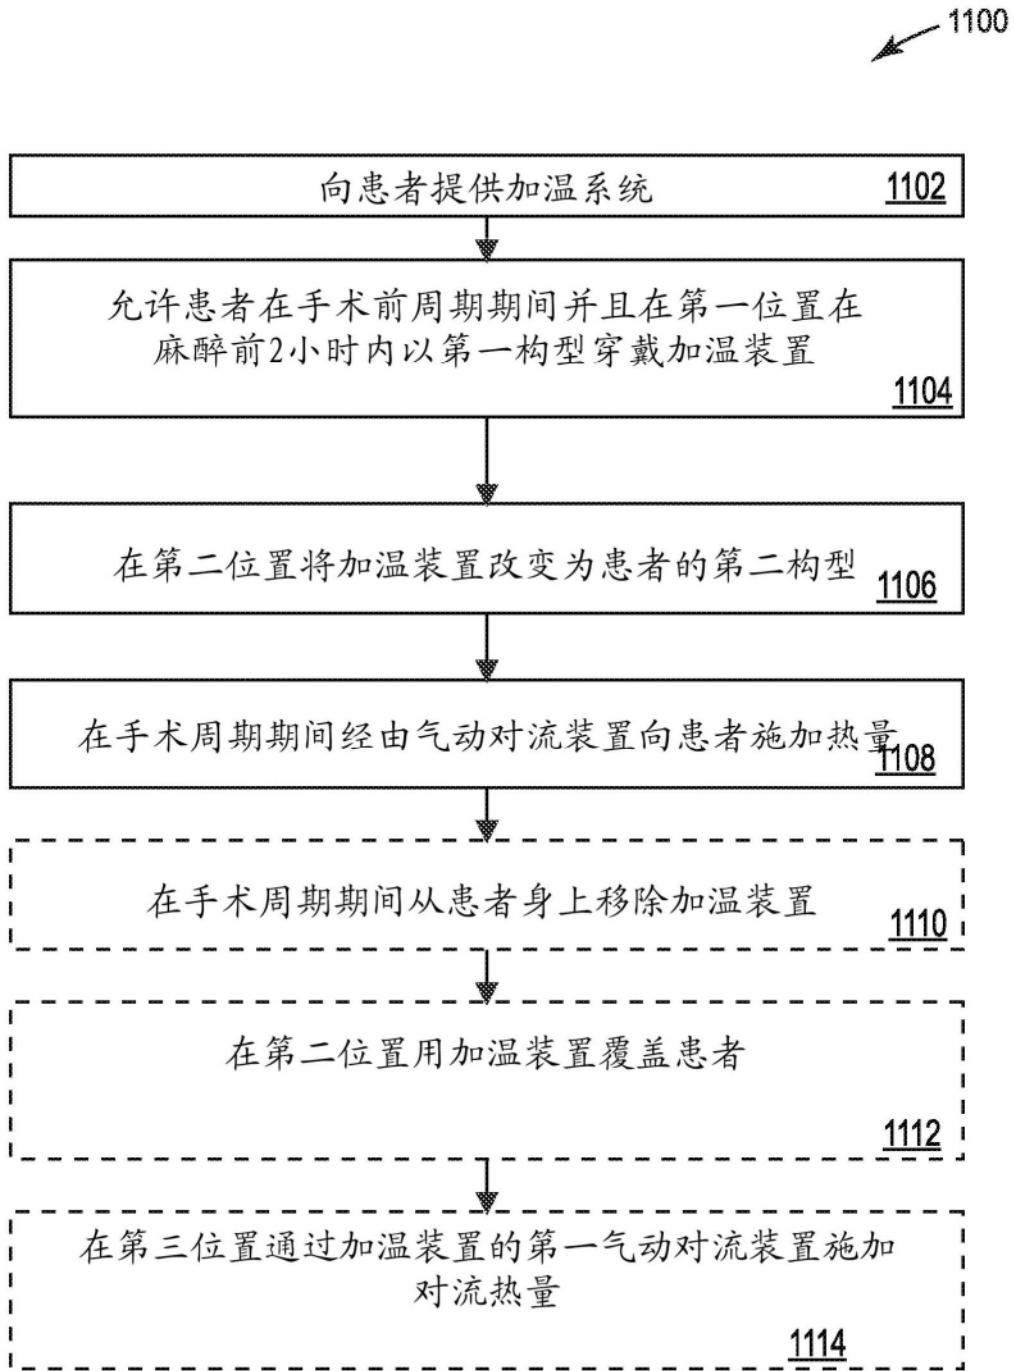 1100
向患者提供加温系统
1102
允许患者在手术前周期期间并且在第一位置在
麻醉前2小时内以第一构型穿戴加温装置
1104
在第二位置将加温装置改变为患者的第二构型
1106
在手术周期期间经由气动对流装置向患者施加热量
1108
在手术周期期间从患者身上移除加温装置
1110
在第二位置用加温装置覆盖患者
1112
在第三位置通过加温装置的第一气动对流装置施加
对流热量
1114